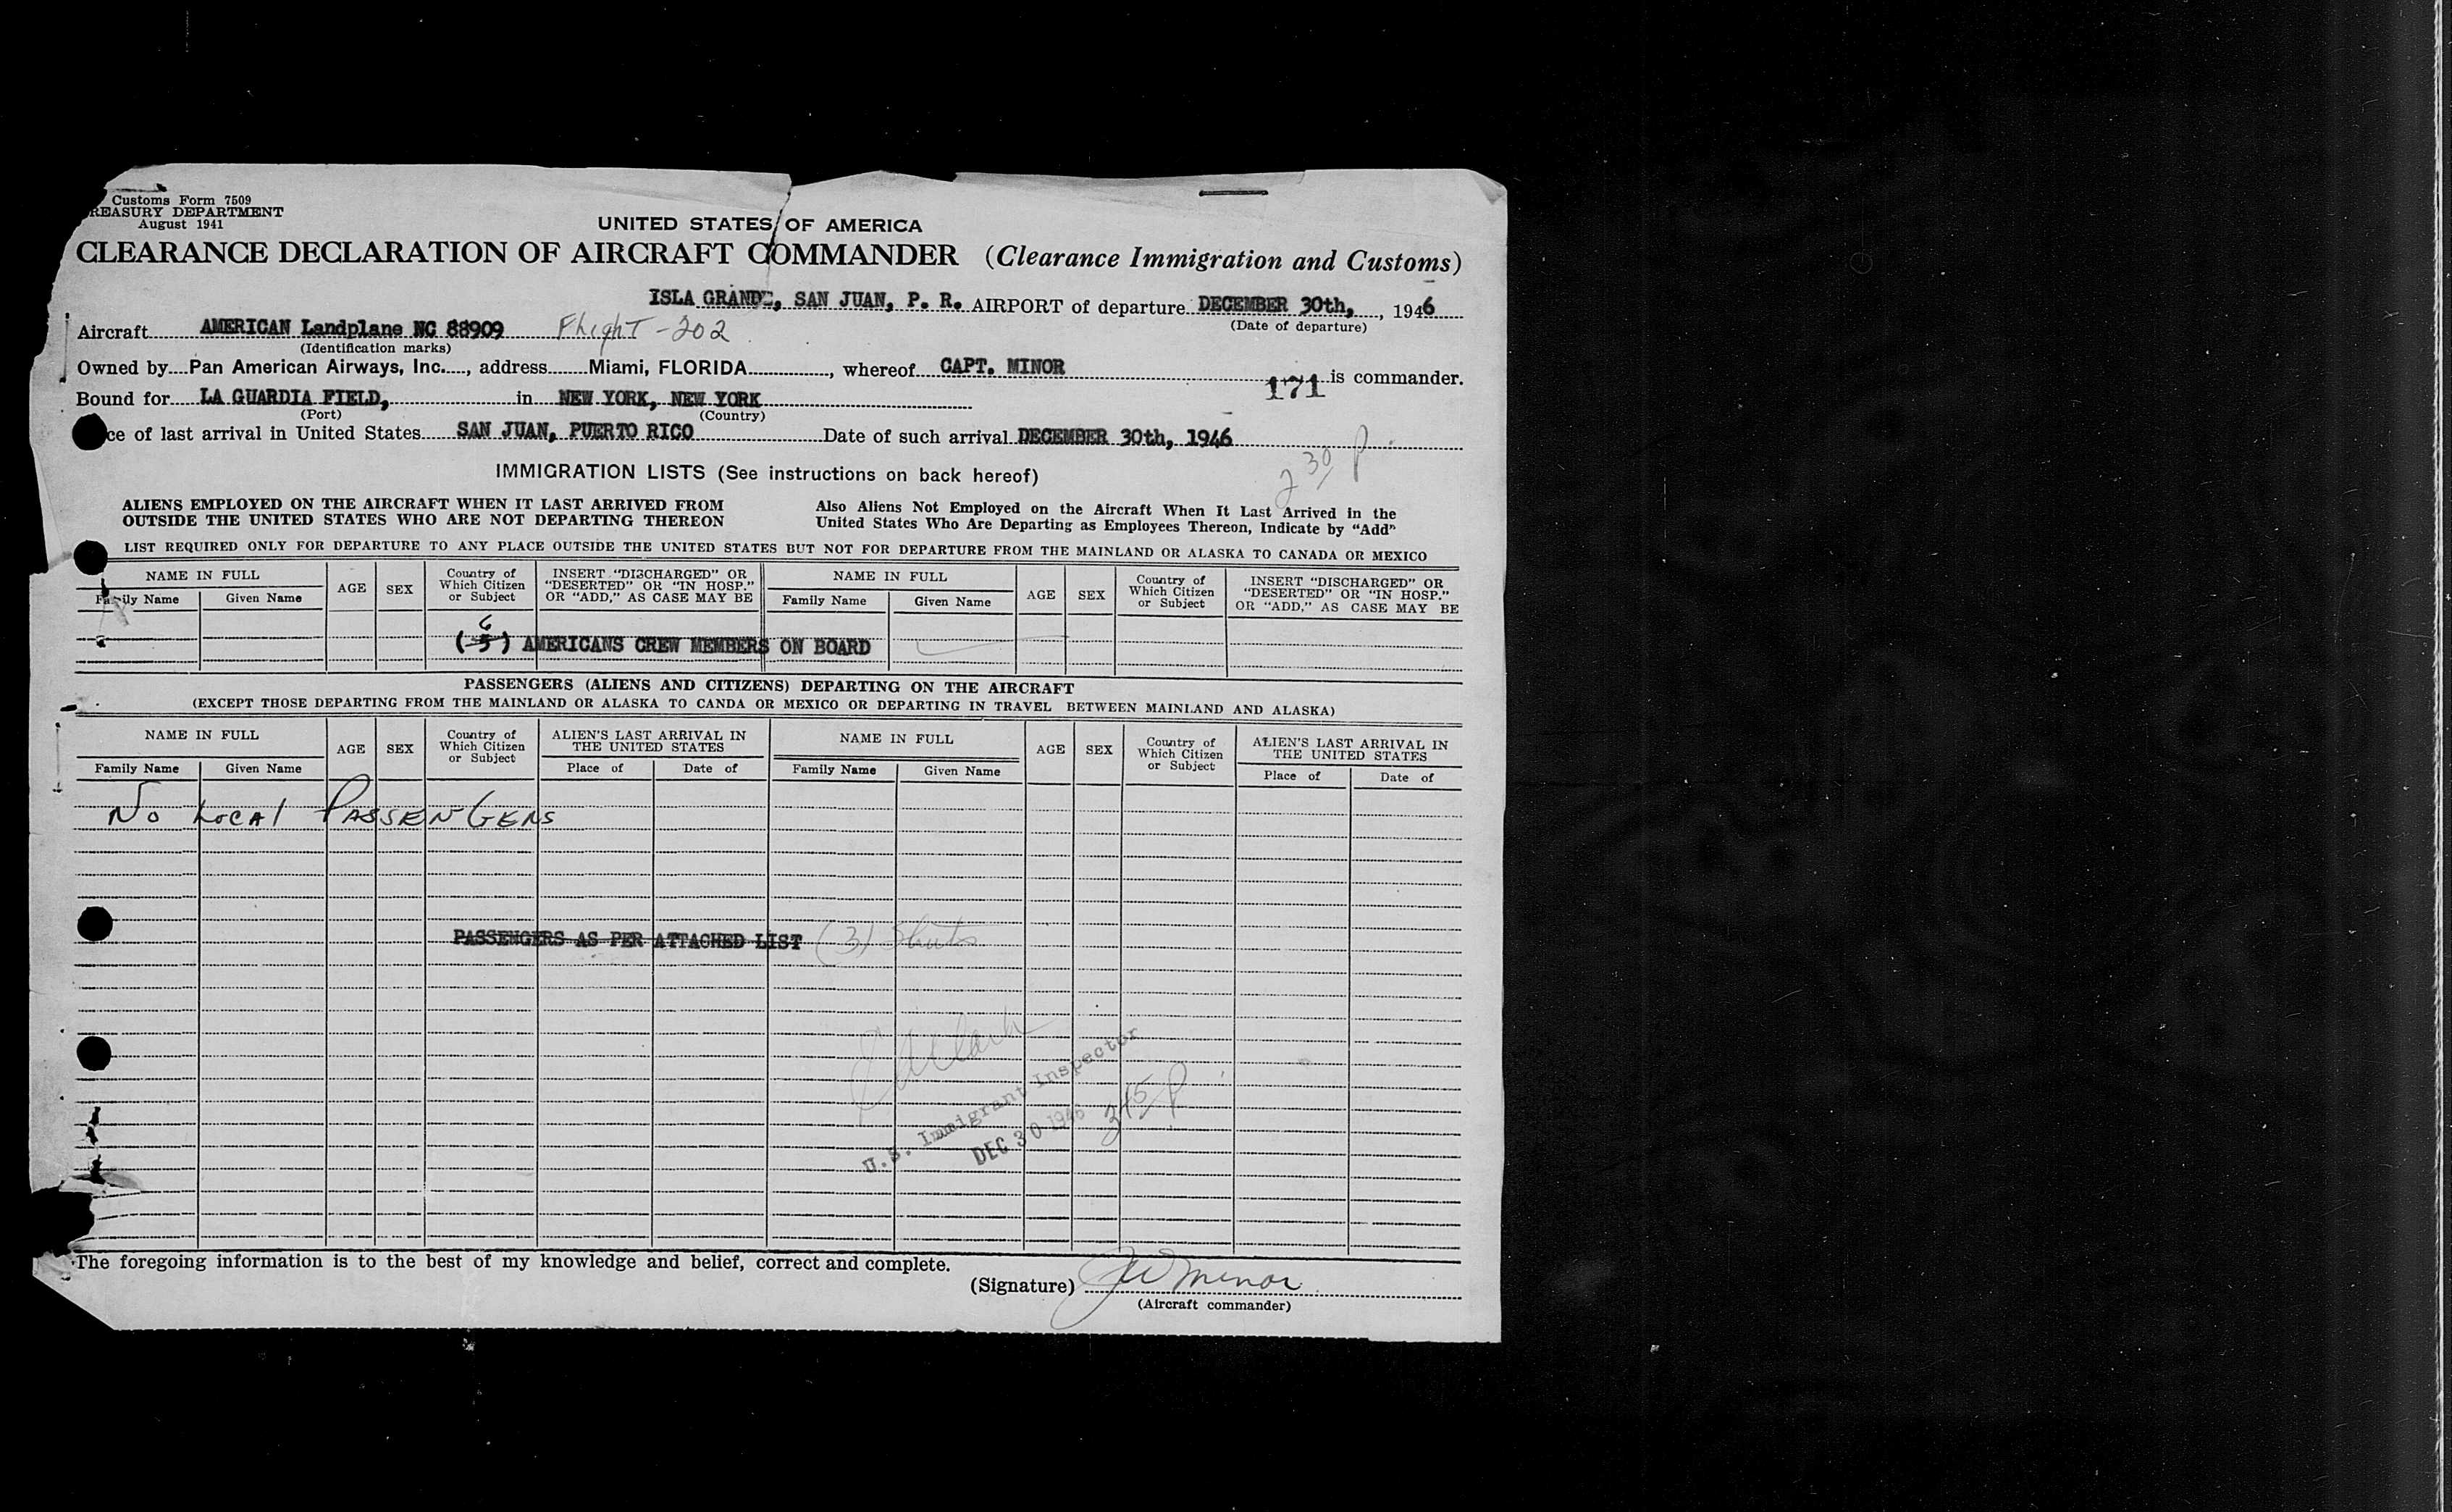 Customs Form 7509
REASURY DEPARTMENT
August 1941
UNITED STATES OF AMERICA
CLEARANCE DECLARATION OF AIRCRAFT COMMANDER (Clearance Immigration and Customs)
ISLA GRANDE, SAN JUAN, P. R. AIRPORT of departure DECEMBER 30th, , 1946
(Date of departure)
Aircraft AMERICAN Landplane NC 88909 Flight-202
(Identification marks)
Owned by Pan American Airways, Inc., address Miami, FLORIDA, whereof CAPT. MINOR is commander.
171
Bound for LA GUARDIA FIELD, in NEW YORK, NEW YORK
(Port) (Country)
ce of last arrival in United States SAN JUAN, PUERTO RICO Date of such arrival DECEMBER 30th, 1946
2 30 P
IMMIGRATION LISTS (See instructions on back hereof)
ALIENS EMPLOYED ON THE AIRCRAFT WHEN IT LAST ARRIVED FROM
OUTSIDE THE UNITED STATES WHO ARE NOT DEPARTING THEREON
Also Aliens Not Employed on the Aircraft When It Last Arrived in the
United States Who Are Departing as Employees Thereon, Indicate by “Add”
LIST REQUIRED ONLY FOR DEPARTURE TO ANY PLACE OUTSIDE THE UNITED STATES BUT NOT FOR DEPARTURE FROM THE MAINLAND OR ALASKA TO CANADA OR MEXICO
NAME IN FULL
Family Name Given Name
AGE SEX
Country of
Which Citizen
or Subject
INSERT “DISCHARGED” OR
“DESERTED” OR “IN HOSP.”
OR “ADD,” AS CASE MAY BE
NAME IN FULL
Family Name Given Name
AGE SEX
Country of
Which Citizen
or Subject
INSERT “DISCHARGED” OR
“DESERTED” OR “IN HOSP.”
OR “ADD,” AS CASE MAY BE
6
(5) AMERICANS CREW MEMBERS ON BOARD
PASSENGERS (ALIENS AND CITIZENS) DEPARTING ON THE AIRCRAFT
(EXCEPT THOSE DEPARTING FROM THE MAINLAND OR ALASKA TO CANDA OR MEXICO OR DEPARTING IN TRAVEL BETWEEN MAINLAND AND ALASKA)
NAME IN FULL
Family Name Given Name
AGE SEX
Country of
Which Citizen
or Subject
ALIEN'S LAST ARRIVAL IN
THE UNITED STATES
Place of Date of
NAME IN FULL
Family Name Given Name
AGE SEX
Country of
Which Citizen
or Subject
ALIEN'S LAST ARRIVAL IN
THE UNITED STATES
Place of Date of
No Local PASSENGERS
PASSENGERS AS PER ATTACHED LIST (3)
U.S. Immigrant Inspector
DEC 30 1946
3 45 P
The foregoing information is to the best of my knowledge and belief, correct and complete.
(Signature) JW Minor
(Aircraft commander)